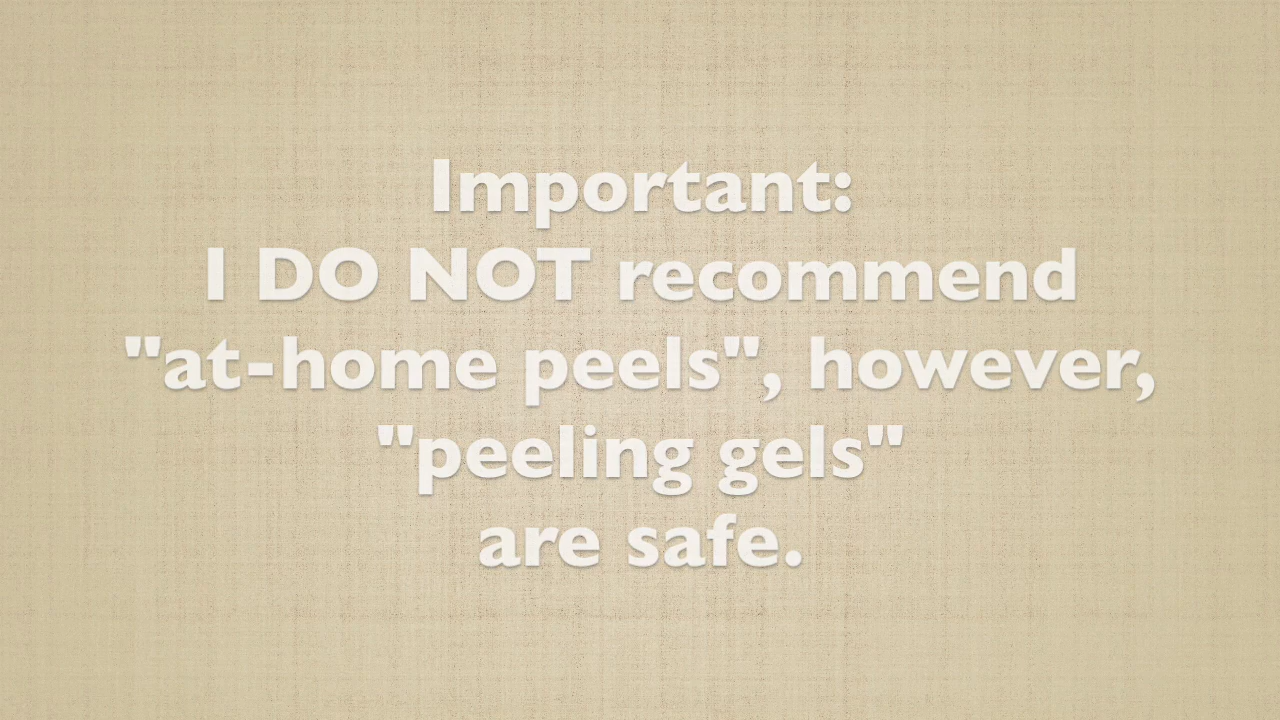 Important:
I DO NOT recommend
"at-home peels", however,
"peeling gels"
are safe.